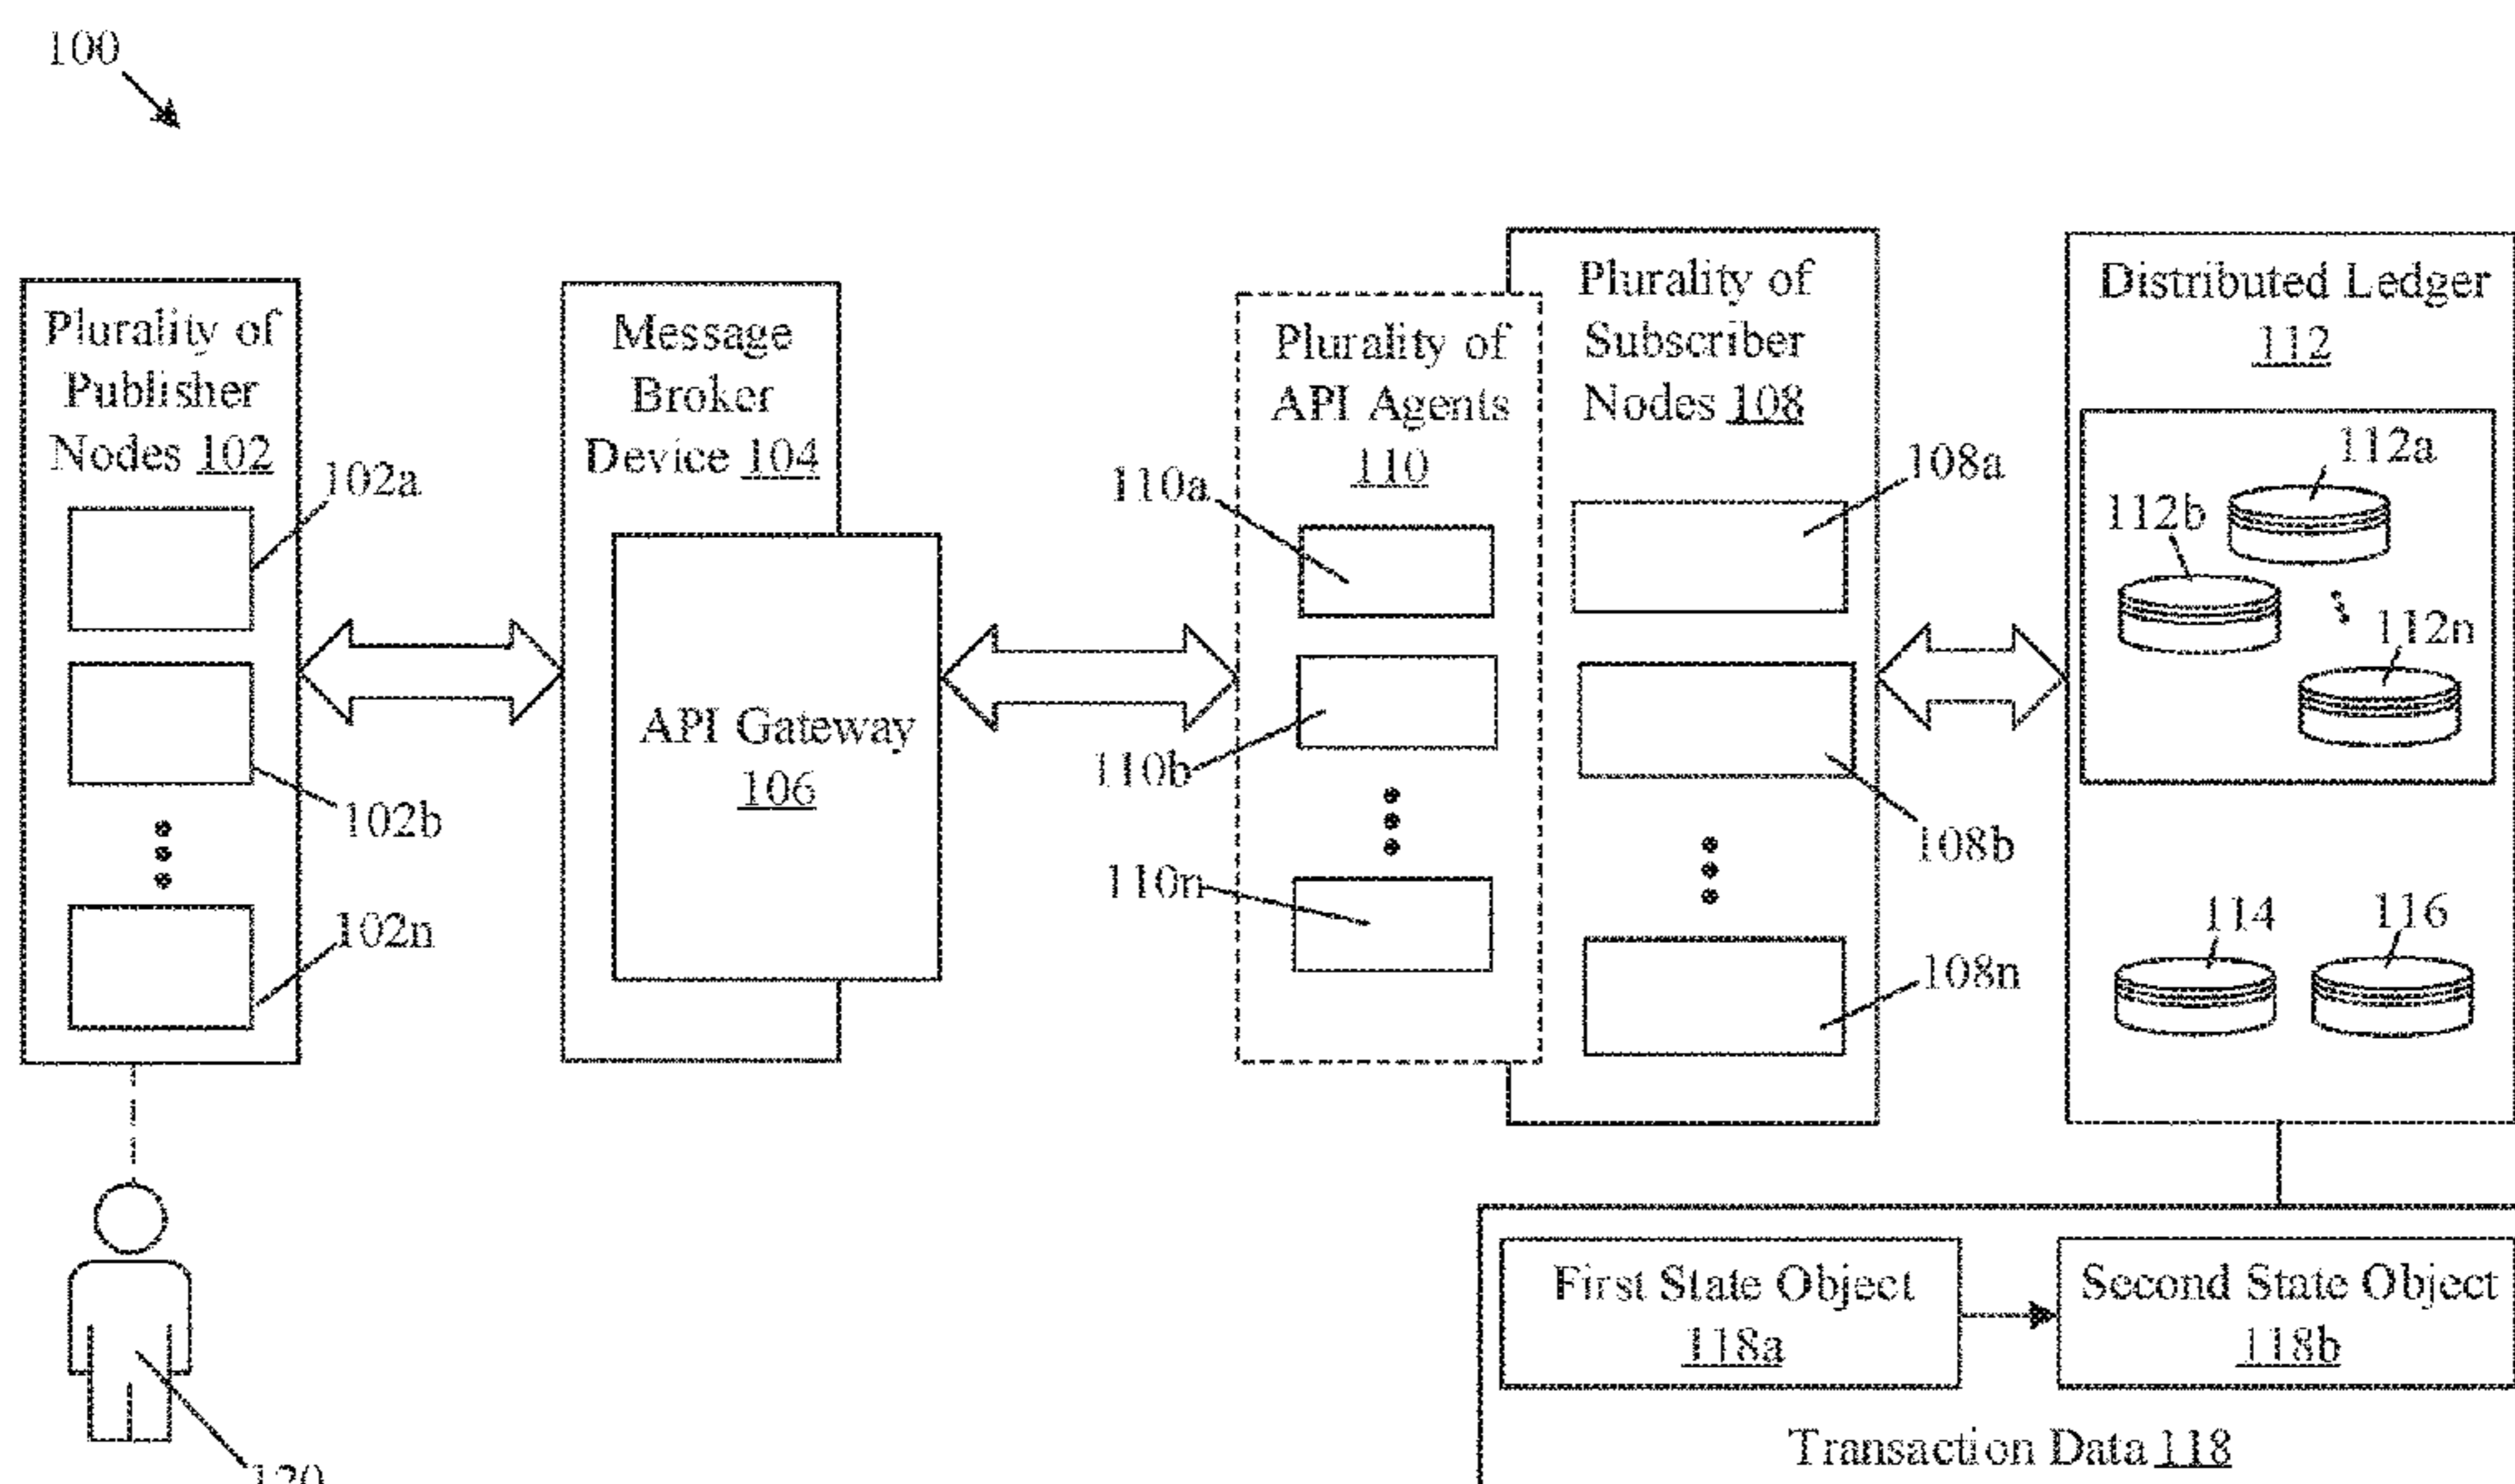 100
Plurality of
Publisher
Nodes 102
102a
102b
102n
Message
Broker
Device 104
API Gateway
106
Plurality of
API Agents
110
110a
110b
110n
Plurality of
Subscriber
Nodes 108
108a
108b
108n
Distributed Ledger
112
112a
112b
112n
114
116
First State Object
118a
Second State Object
118b
Transaction Data 118
120